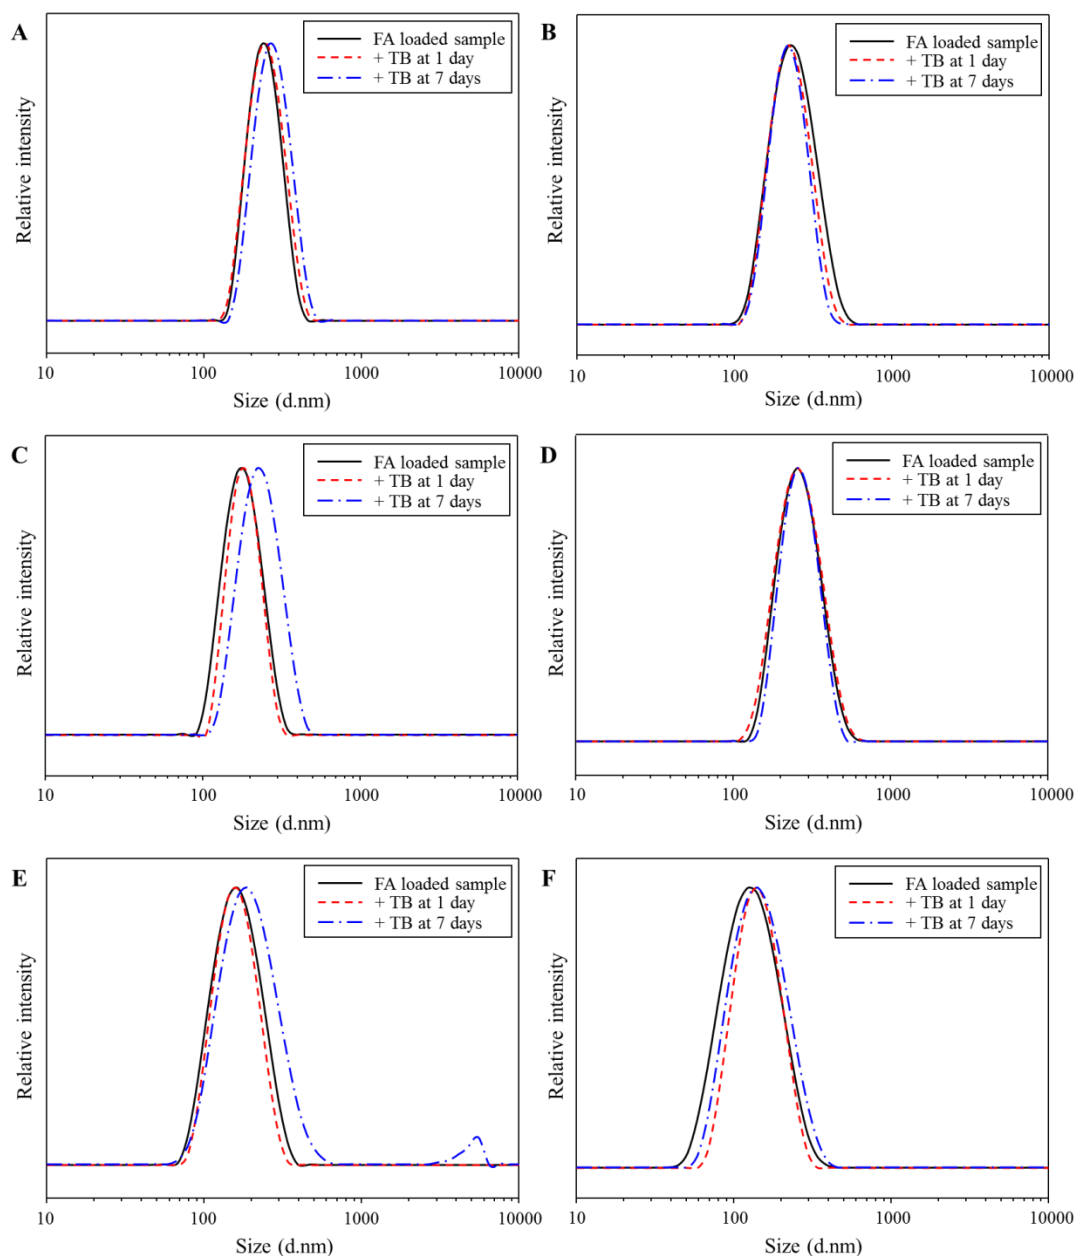 A
FA loaded sample
+ TB at 1 day
+ TB at 7 days
Relative intensity
10 100 1000 10000
Size (d.nm)
B
FA loaded sample
+ TB at 1 day
+ TB at 7 days
Relative intensity
10 100 1000 10000
Size (d.nm)
C
FA loaded sample
+ TB at 1 day
+ TB at 7 days
Relative intensity
10 100 1000 10000
Size (d.nm)
D
FA loaded sample
+ TB at 1 day
+ TB at 7 days
Relative intensity
10 100 1000 10000
Size (d.nm)
E
FA loaded sample
+ TB at 1 day
+ TB at 7 days
Relative intensity
10 100 1000 10000
Size (d.nm)
F
FA loaded sample
+ TB at 1 day
+ TB at 7 days
Relative intensity
10 100 1000 10000
Size (d.nm)